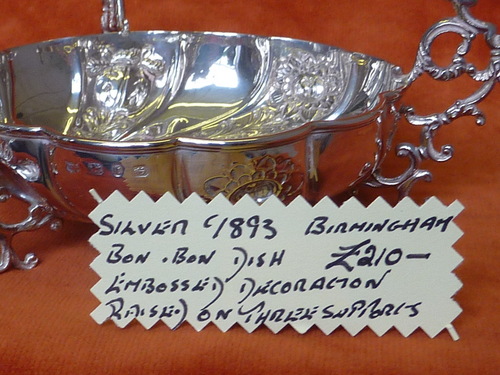 SILVER C/1893 BIRMINGHAM
BON.BON DISH £210—
EMBOSSED DECORATION
RAISED ON THREE SUPPORTS